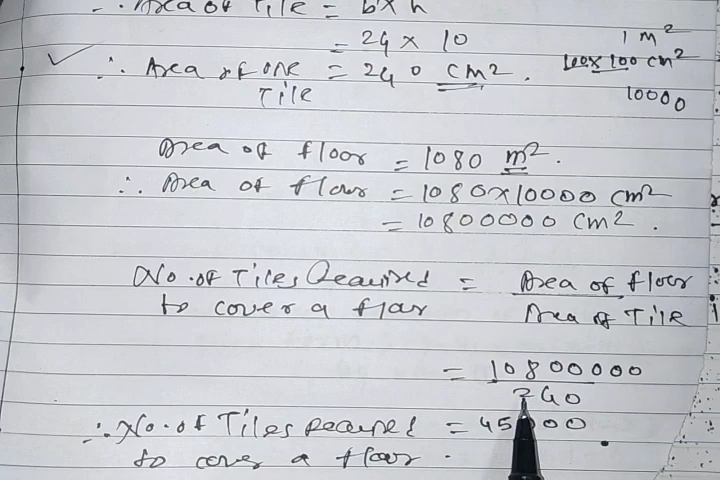 ∴ Area of Tile = b × h
= 24 × 10
1 m²
∴ Area of one = 240 cm².
Tile
100×100 cm²
10000
Area of floor = 1080 m².
∴ Area of floor = 1080×10000 cm²
= 10800000 cm².
No. of Tiles Required = Area of floor
to cover a floor Area of Tile
= 10800000
240
∴ No. of Tiles Required = 45000
to cover a floor.